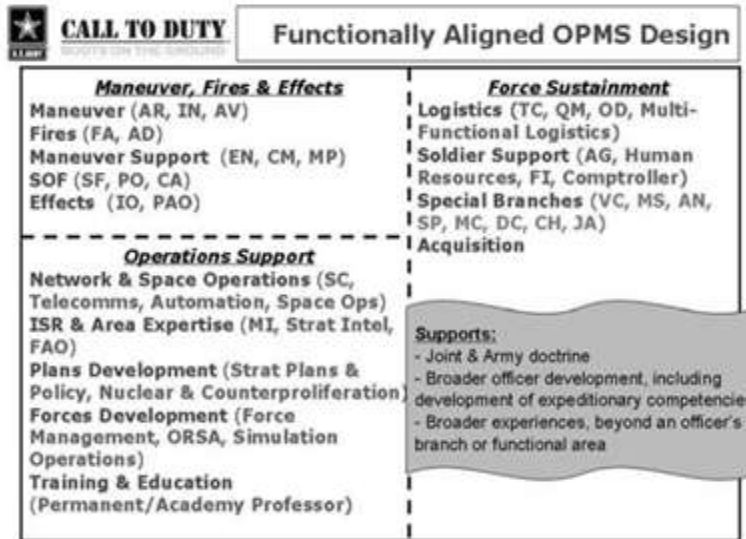 CALL TO DUTY
BOOTS ON THE GROUND
U.S.ARMY
Functionally Aligned OPMS Design
Maneuver, Fires & Effects
Maneuver (AR, IN, AV)
Fires (FA, AD)
Maneuver Support (EN, CM, MP)
SOF (SF, PO, CA)
Effects (IO, PAO)
Operations Support
Network & Space Operations (SC,
Telecomms, Automation, Space Ops)
ISR & Area Expertise (MI, Strat Intel,
FAO)
Plans Development (Strat Plans &
Policy, Nuclear & Counterproliferation)
Forces Development (Force
Management, ORSA, Simulation
Operations)
Training & Education
(Permanent/Academy Professor)
Force Sustainment
Logistics (TC, QM, OD, Multi-
Functional Logistics)
Soldier Support (AG, Human
Resources, FI, Comptroller)
Special Branches (VC, MS, AN,
SP, MC, DC, CH, JA)
Acquisition
Supports:
- Joint & Army doctrine
- Broader officer development, including
development of expeditionary competencie
- Broader experiences, beyond an officer's
branch or functional area